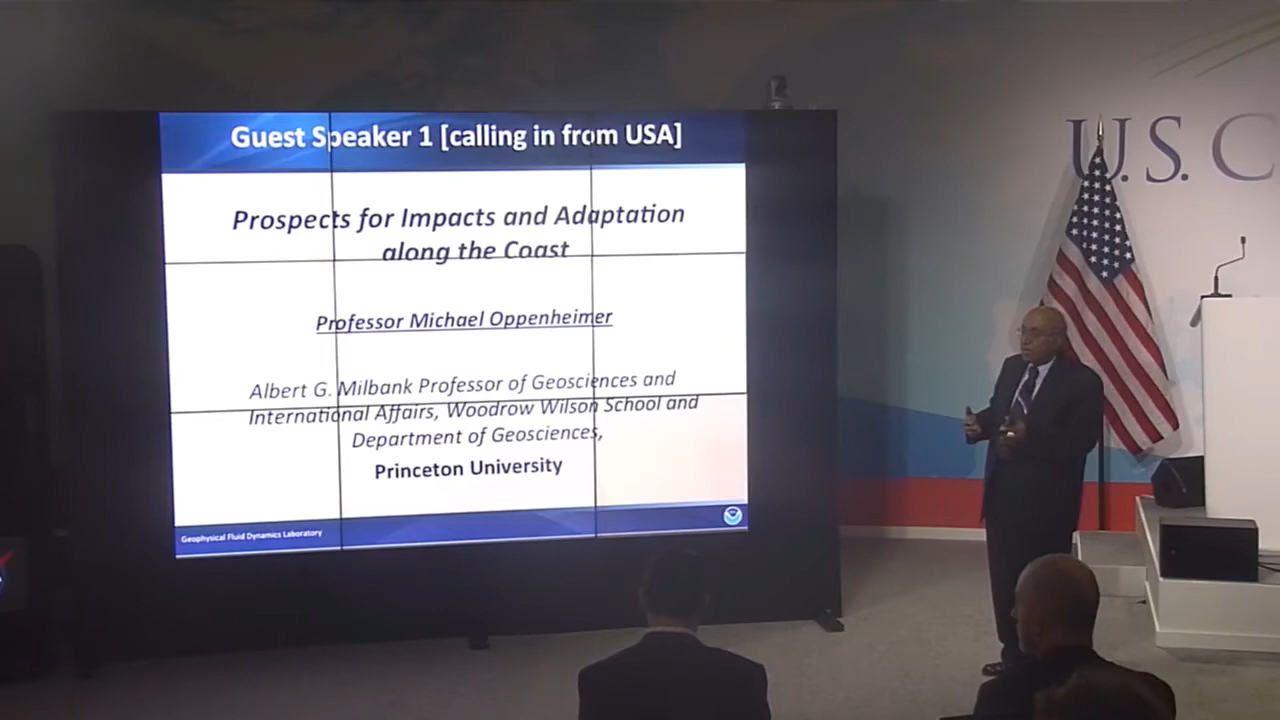 Guest Speaker 1 [calling in from USA]
Prospects for Impacts and Adaptation
along the Coast
Professor Michael Oppenheimer
Albert G. Milbank Professor of Geosciences and
International Affairs, Woodrow Wilson School and
Department of Geosciences,
Princeton University
Geophysical Fluid Dynamics Laboratory
U.S. C